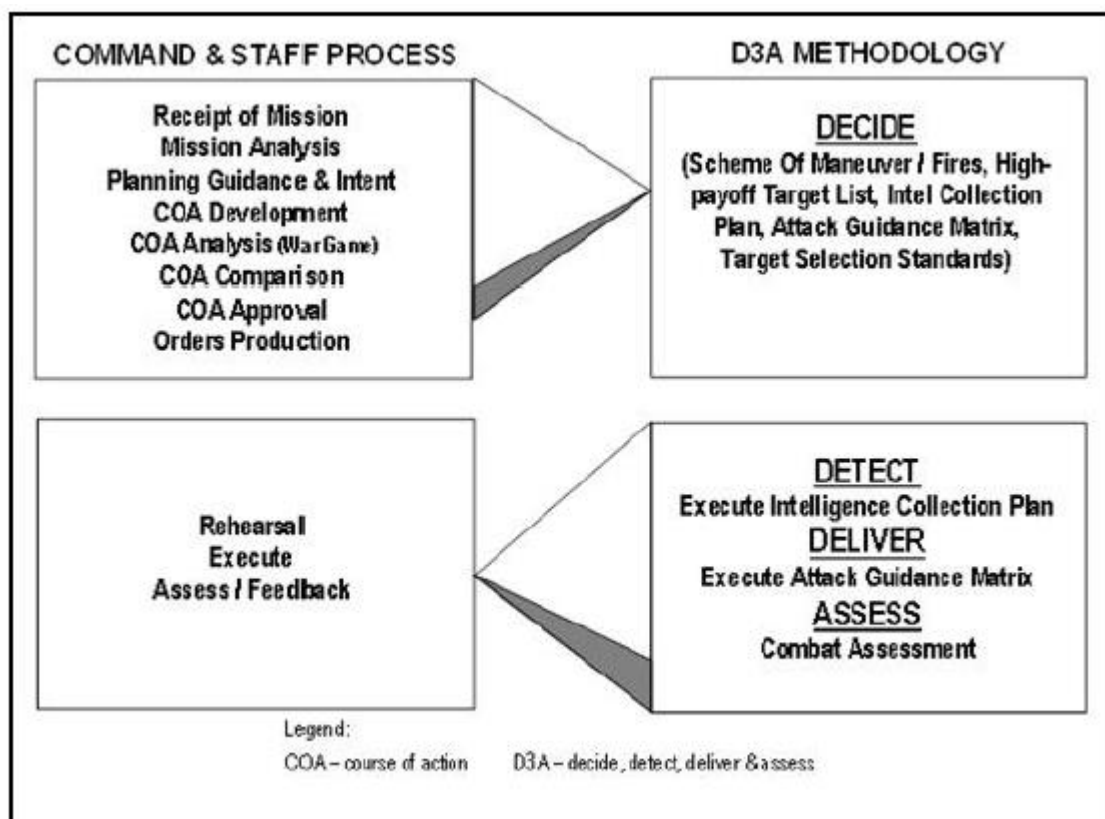 COMMAND & STAFF PROCESS
Receipt of Mission
Mission Analysis
Planning Guidance & Intent
COA Development
COA Analysis (WarGame)
COA Comparison
COA Approval
Orders Production
D3A METHODOLOGY
DECIDE
(Scheme Of Maneuver / Fires, High-
payoff Target List, Intel Collection
Plan, Attack Guidance Matrix,
Target Selection Standards)
Rehearsal
Execute
Assess / Feedback
DETECT
Execute Intelligence Collection Plan
DELIVER
Execute Attack Guidance Matrix
ASSESS
Combat Assessment
Legend:
COA – course of action D3A – decide, detect, deliver & assess